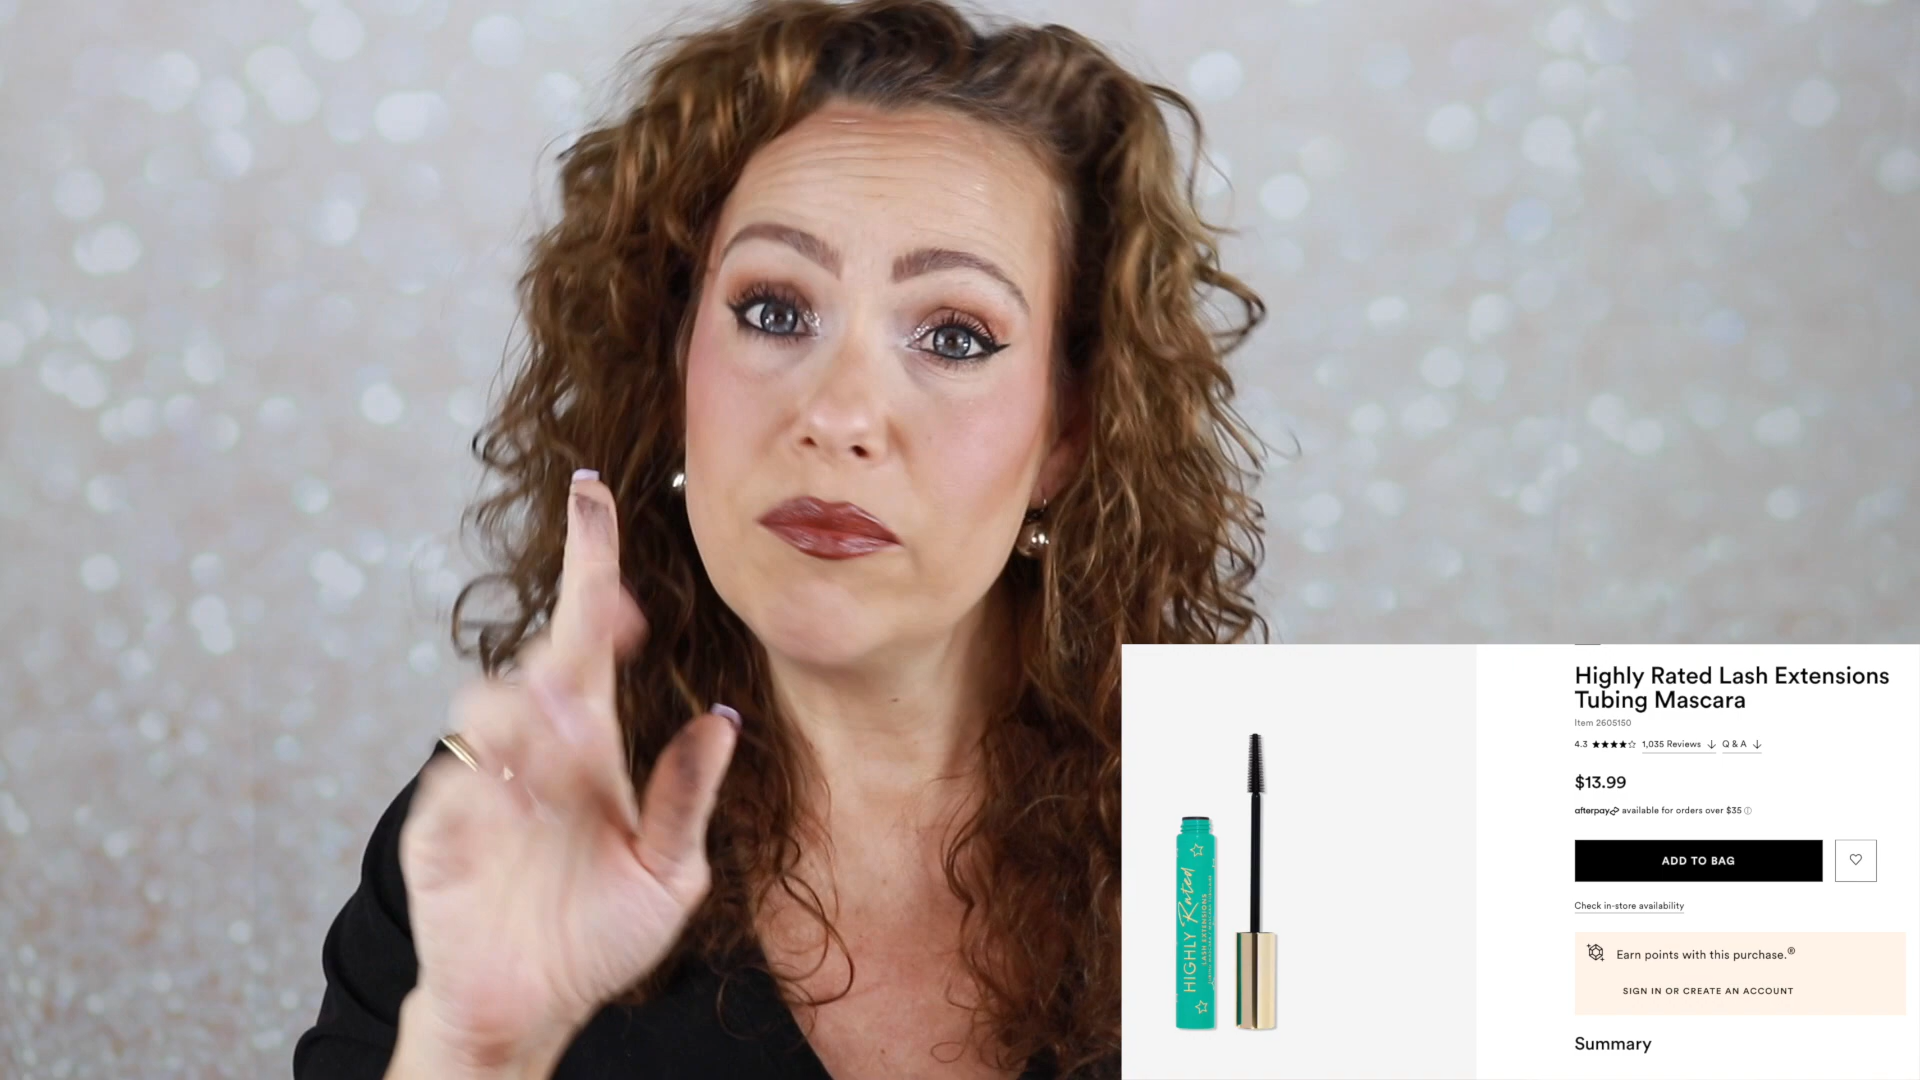 Highly Rated Lash Extensions
Tubing Mascara
Item 2605150
4.3 1,035 Reviews Q & A
$13.99
afterpay available for orders over $35
ADD TO BAG
Check in-store availability
Earn points with this purchase.®
SIGN IN OR CREATE AN ACCOUNT
Summary
HIGHLY Rated
LASH EXTENSIONS